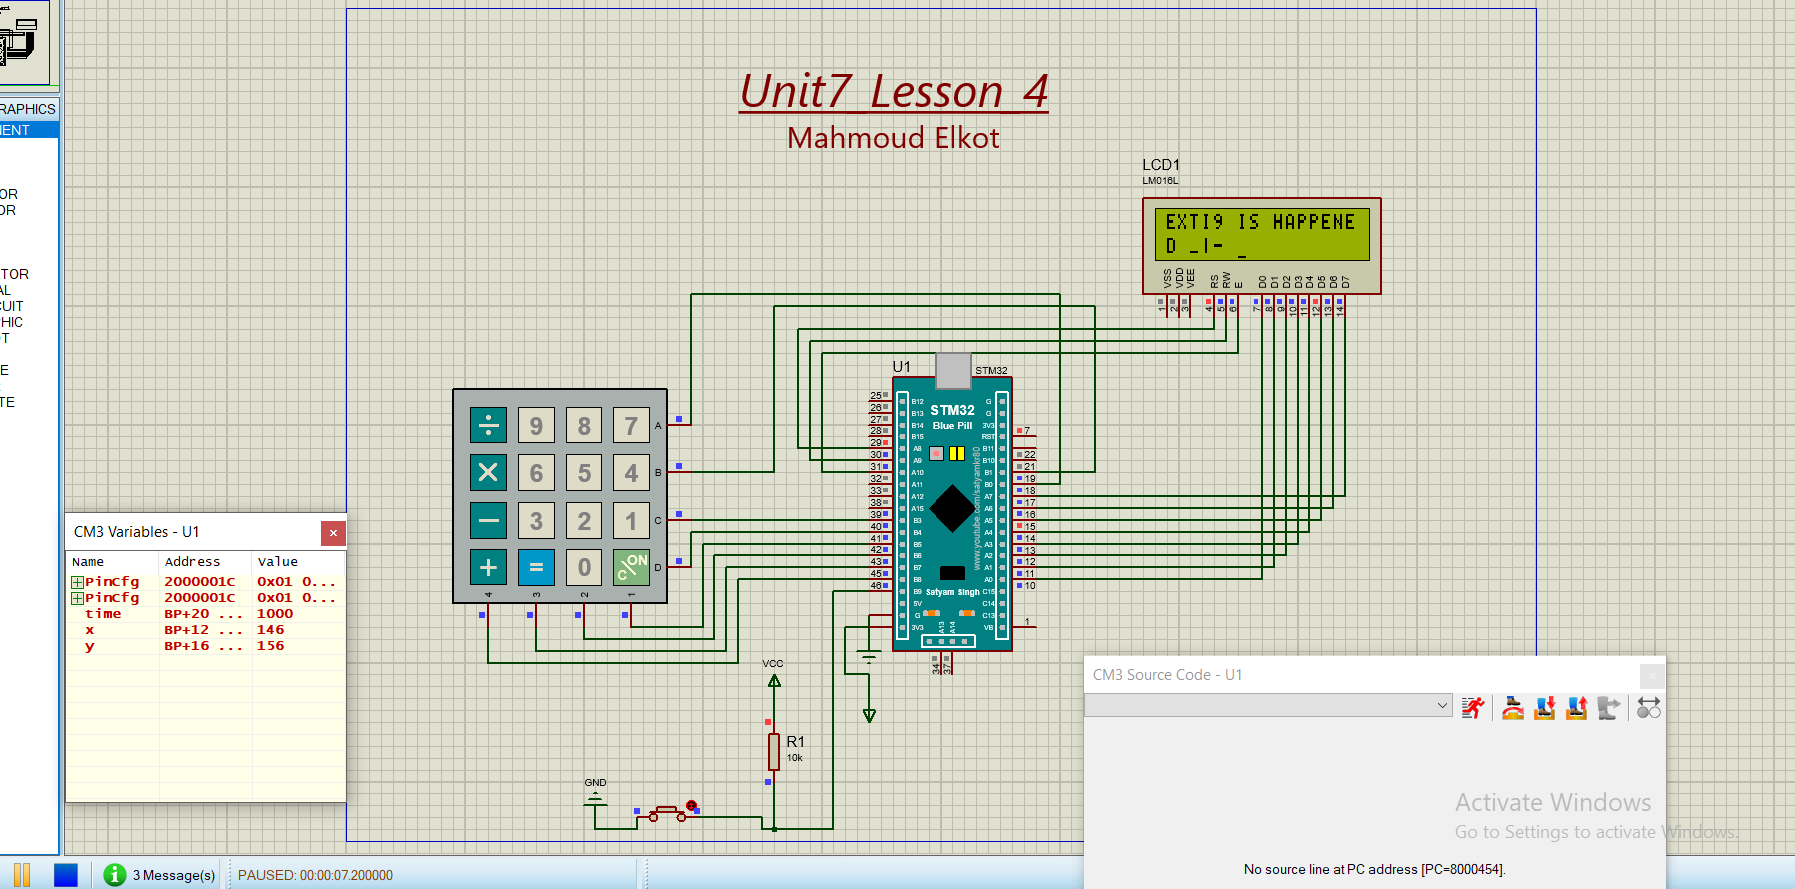 RAPHICS
ENT
OR
OR
TOR
AL
CUIT
HIC
OT
E
TE
Unit7_Lesson_4
Mahmoud Elkot
LCD1
LM016L
EXTI9 IS HAPPENE
D _|- _
VSS VDD VEE RS RW E D0 D1 D2 D3 D4 D5 D6 D7
1 2 3 4 5 6 7 8 9 10 11 12 13 14
U1
STM32
STM32
Blue Pill
www.youtube.com/satyamkr80
Satyam Singh
25 B12
26 B13
27 B14
28 B15
29 A8
30 A9
31 A10
32 A11
33 A12
38 A15
39 B3
40 B4
41 B5
42 B6
43 B7
45 B8
46 B9
5V
G
3V3
G
G
3V3
RST 7
B11 22
B10 21
B1 19
B0 18
A7 17
A6 16
A5 15
A4 14
A3 13
A2 12
A1 11
A0 10
C15
C14
C13
VB 1
A13 A14
34 37
÷ 9 8 7 A
× 6 5 4 B
− 3 2 1 C
+ = 0 ON C D
4 3 2 1
CM3 Variables - U1
Name Address Value
PinCfg 2000001C 0x01 0...
PinCfg 2000001C 0x01 0...
time BP+20 ... 1000
x BP+12 ... 146
y BP+16 ... 156
VCC
R1
10k
GND
CM3 Source Code - U1
Activate Windows
Go to Settings to activate Windows.
No source line at PC address [PC=8000454].
3 Message(s)
PAUSED: 00:00:07.200000